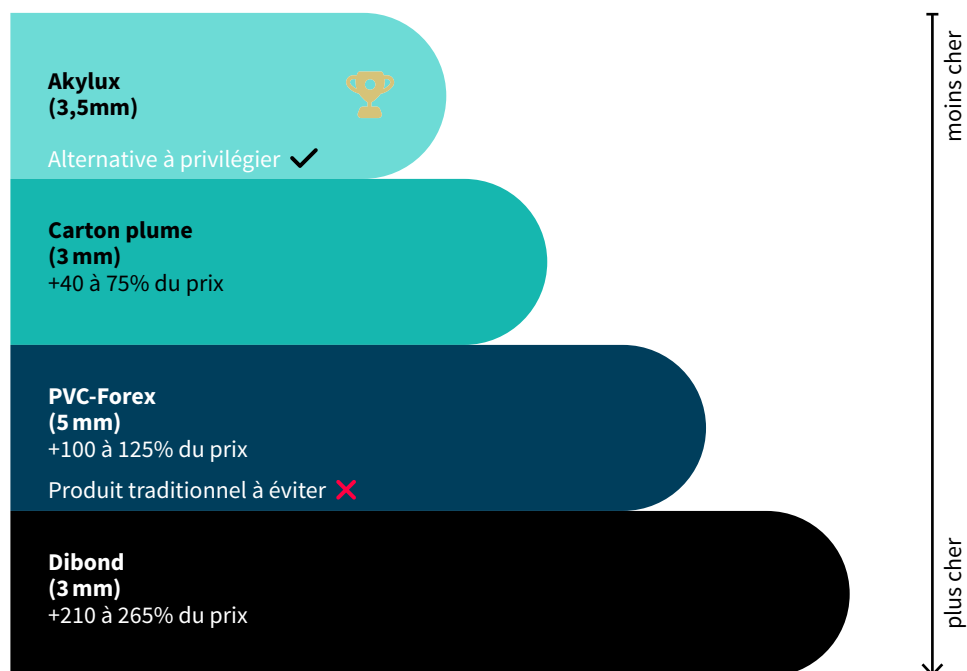 Akylux
(3,5mm)
Alternative à privilégier
Carton plume
(3 mm)
+40 à 75% du prix
PVC-Forex
(5 mm)
+100 à 125% du prix
Produit traditionnel à éviter
Dibond
(3 mm)
+210 à 265% du prix
moins cher
plus cher